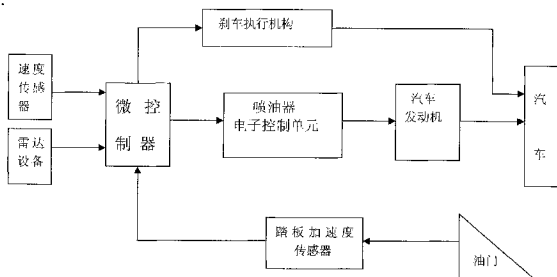 刹车执行机构
速度
传感
器
雷达
设备
微控
制器
喷油器
电子控制单元
汽车
发动机
汽
车
踏板加速度
传感器
油门